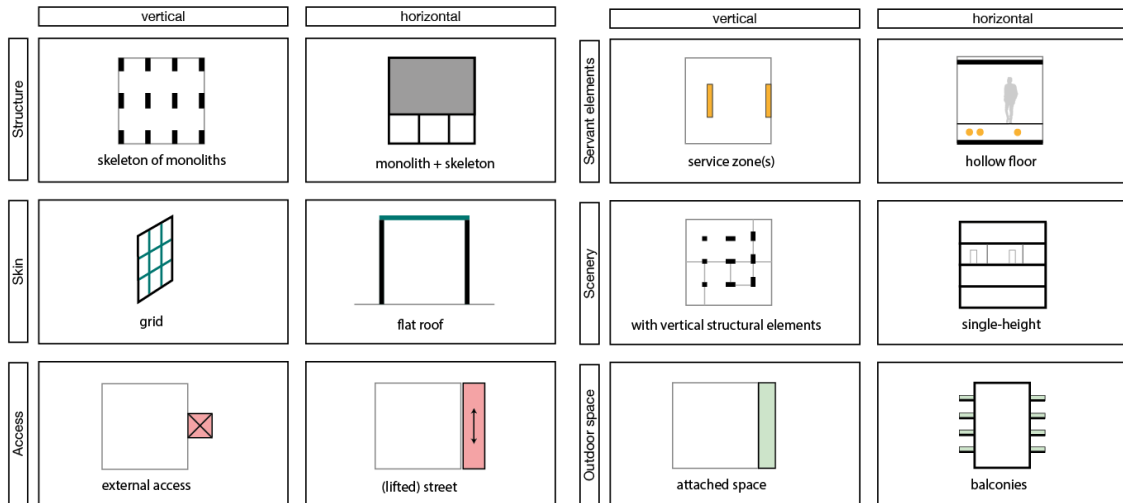 vertical
horizontal
vertical
horizontal
Structure
skeleton of monoliths
monolith + skeleton
Servant elements
service zone(s)
hollow floor
Skin
grid
flat roof
Scenery
with vertical structural elements
single-height
Access
external access
(lifted) street
Outdoor space
attached space
balconies